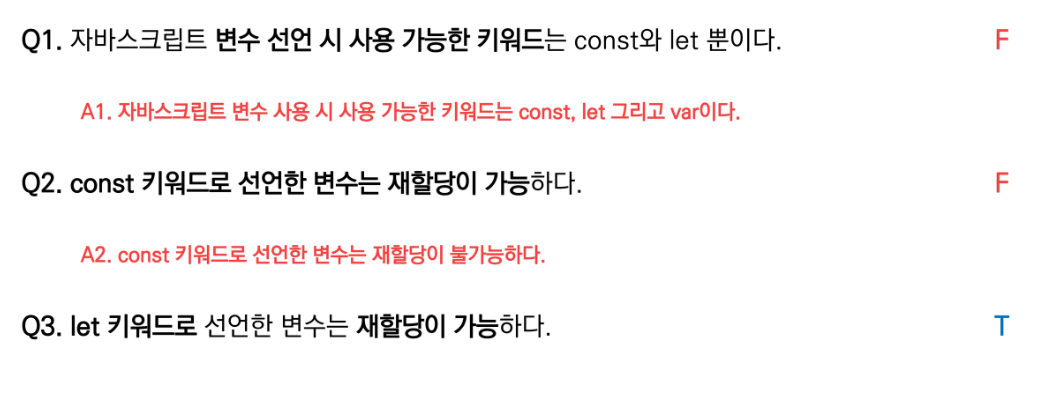 Q1. 자바스크립트 변수 선언 시 사용 가능한 키워드는 const와 let 뿐이다. F
A1. 자바스크립트 변수 사용 시 사용 가능한 키워드는 const, let 그리고 var이다.
Q2. const 키워드로 선언한 변수는 재할당이 가능하다. F
A2. const 키워드로 선언한 변수는 재할당이 불가능하다.
Q3. let 키워드로 선언한 변수는 재할당이 가능하다. T